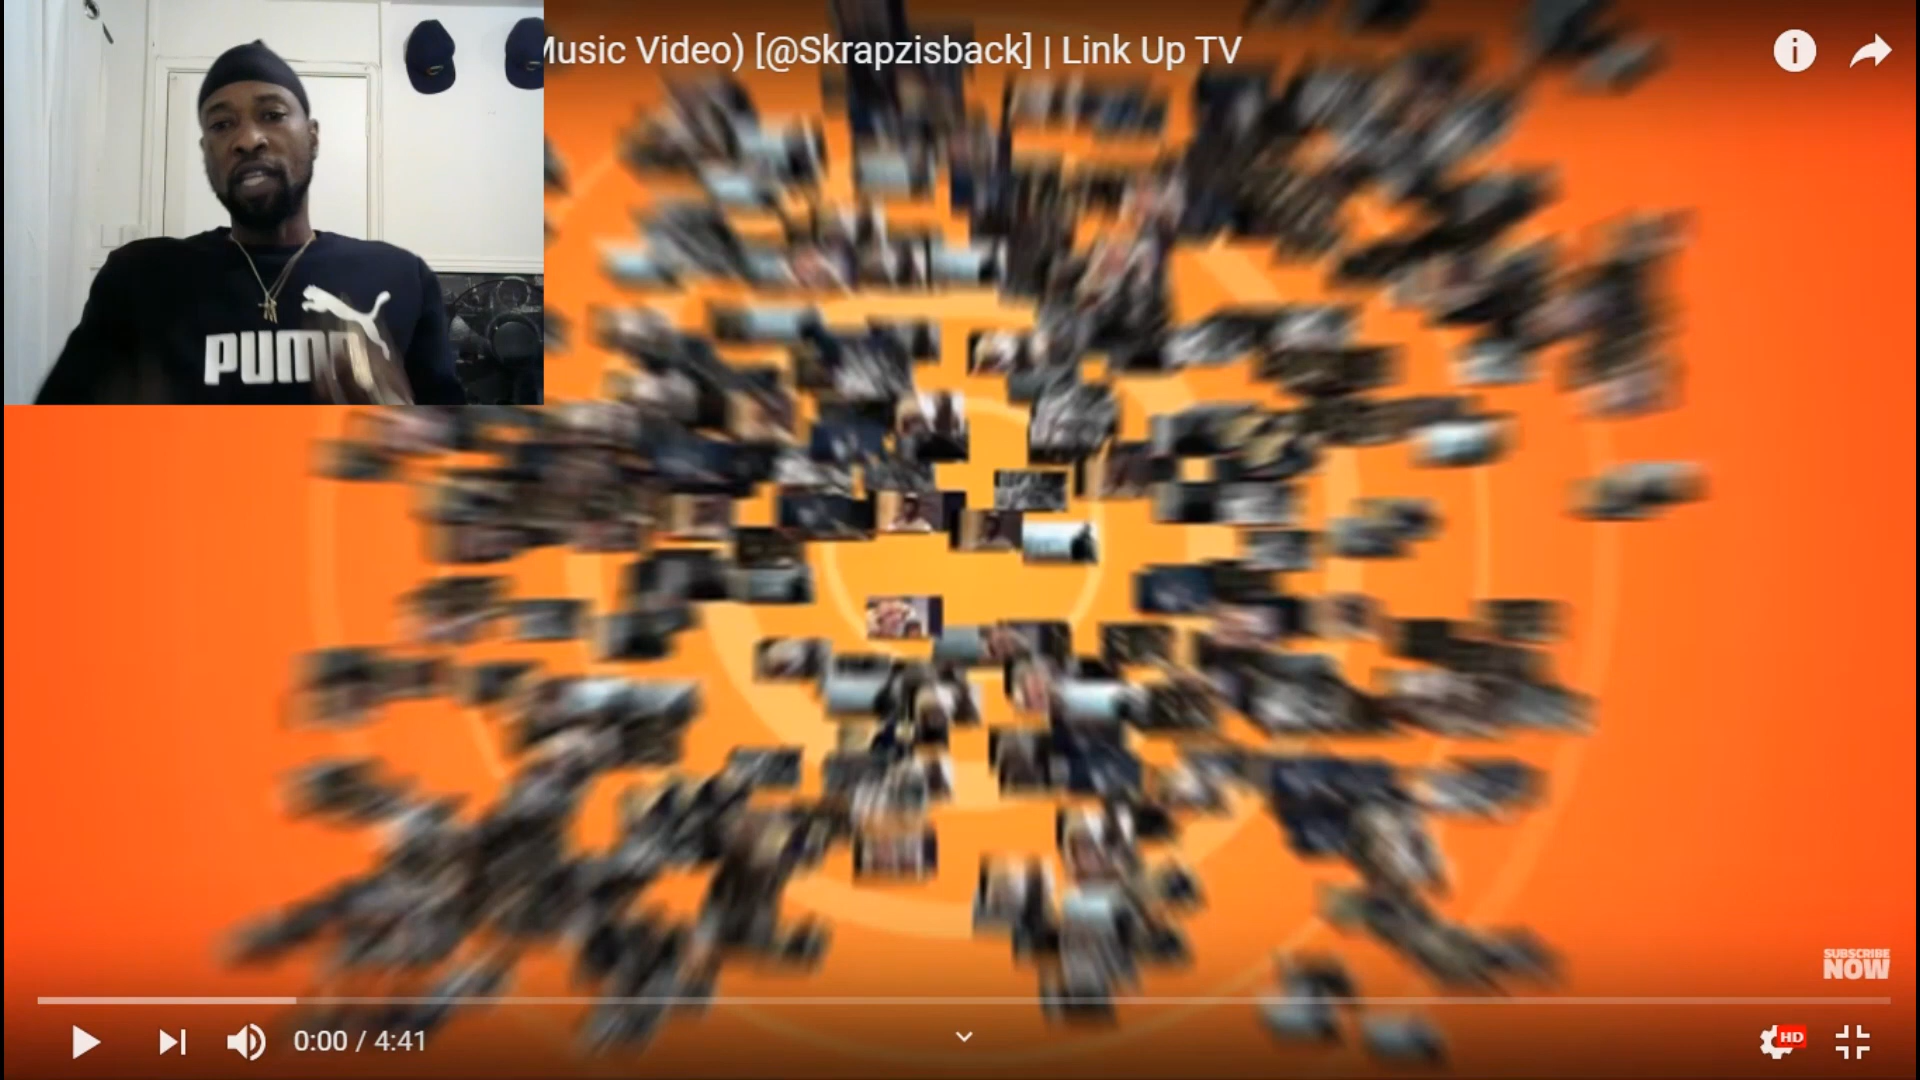 Music Video) [@Skrapzisback] | Link Up TV
PUMA
SUBSCRIBE
NOW
0:00 / 4:41
HD